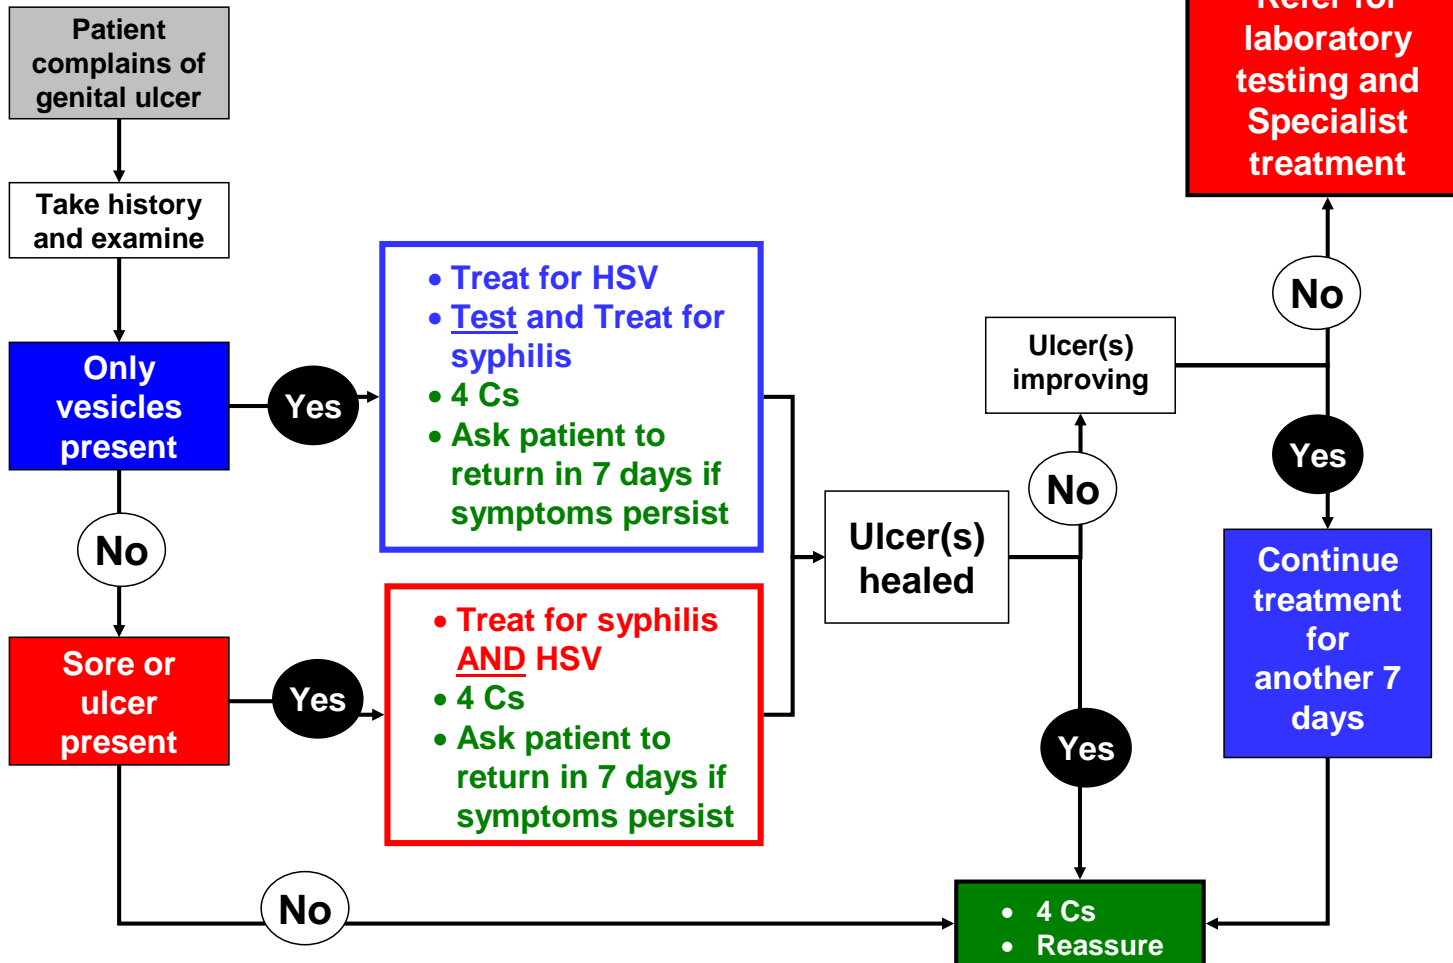 Patient
complains of
genital ulcer
Take history
and examine
Only
vesicles
present
Yes
No
Sore or
ulcer
present
Yes
No
• Treat for HSV
• Test and Treat for
syphilis
• 4 Cs
• Ask patient to
return in 7 days if
symptoms persist
• Treat for syphilis
AND HSV
• 4 Cs
• Ask patient to
return in 7 days if
symptoms persist
Ulcer(s)
healed
No
Yes
Ulcer(s)
improving
No
Yes
Refer for
laboratory
testing and
Specialist
treatment
Continue
treatment
for
another 7
days
• 4 Cs
• Reassure